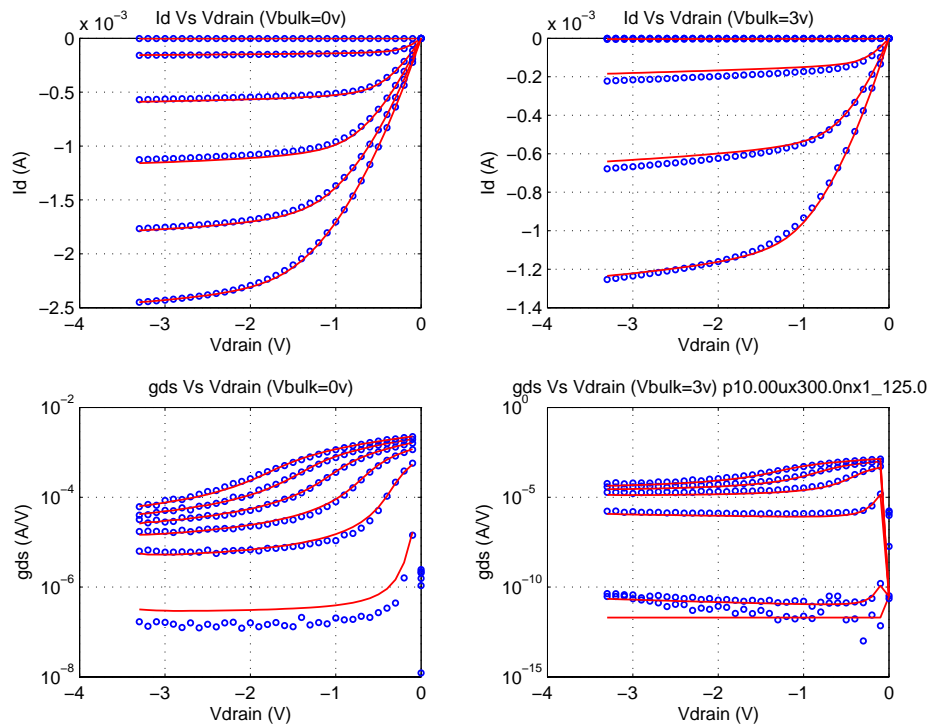 x 10⁻³ Id Vs Vdrain (Vbulk=0v)
0
−0.5
−1
−1.5
−2
−2.5
Id (A)
−4 −3 −2 −1 0
Vdrain (V)
x 10⁻³ Id Vs Vdrain (Vbulk=3v)
0
−0.2
−0.4
−0.6
−0.8
−1
−1.2
−1.4
Id (A)
−4 −3 −2 −1 0
Vdrain (V)
gds Vs Vdrain (Vbulk=0v)
10⁻²
10⁻⁴
10⁻⁶
10⁻⁸
gds (A/V)
−4 −3 −2 −1 0
Vdrain (V)
gds Vs Vdrain (Vbulk=3v) p10.00ux300.0nx1_125.0
10⁰
10⁻⁵
10⁻¹⁰
10⁻¹⁵
gds (A/V)
−4 −3 −2 −1 0
Vdrain (V)